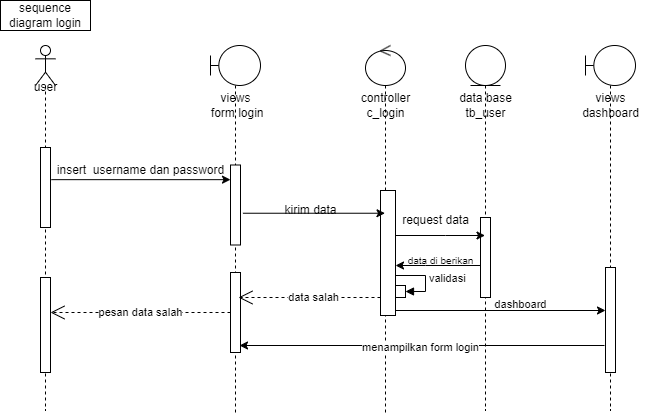 sequence
diagram login
user
views
form login
controller
c_login
data base
tb_user
views
dashboard
insert username dan password
kirim data
request data
data di berikan
validasi
data salah
dashboard
pesan data salah
menampilkan form login